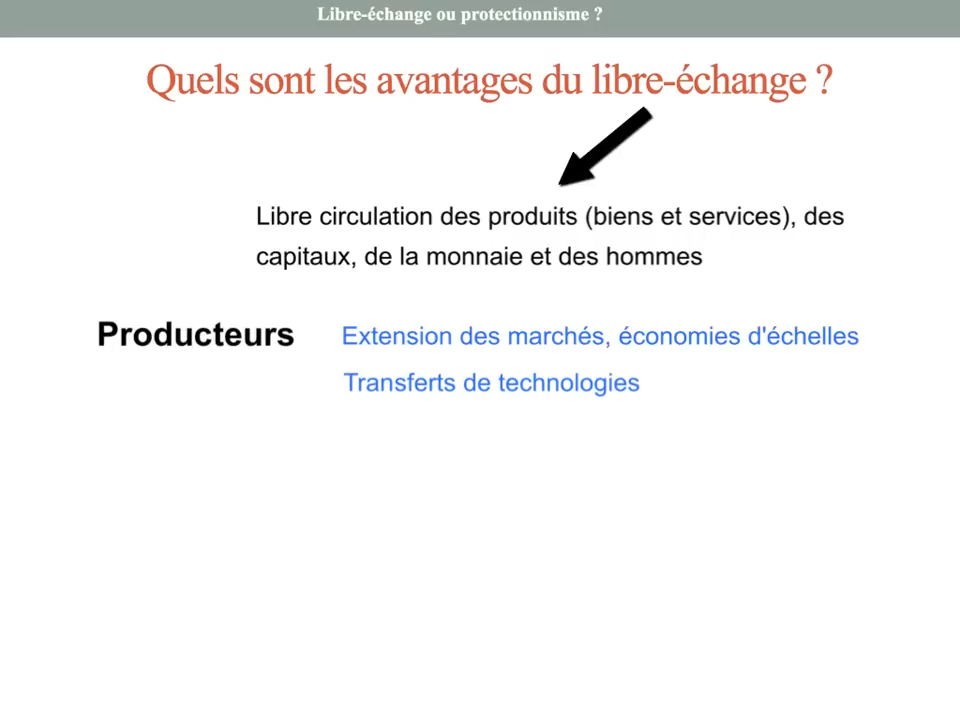 Libre-échange ou protectionnisme ?
Quels sont les avantages du libre-échange ?
Libre circulation des produits (biens et services), des
capitaux, de la monnaie et des hommes
Producteurs Extension des marchés, économies d'échelles
Transferts de technologies